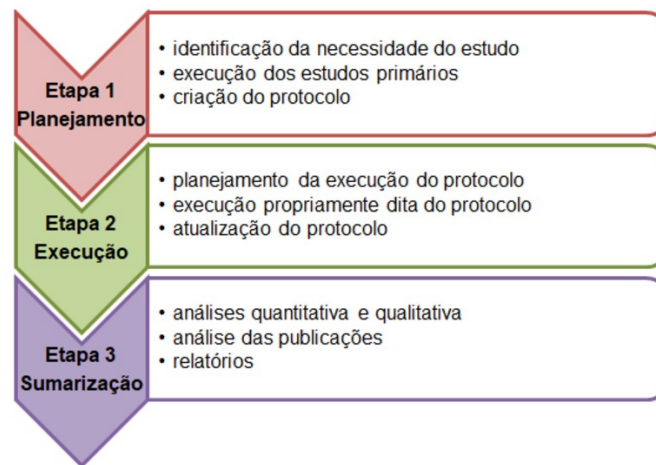 Etapa 1
Planejamento
• identificação da necessidade do estudo
• execução dos estudos primários
• criação do protocolo
Etapa 2
Execução
• planejamento da execução do protocolo
• execução propriamente dita do protocolo
• atualização do protocolo
Etapa 3
Sumarização
• análises quantitativa e qualitativa
• análise das publicações
• relatórios